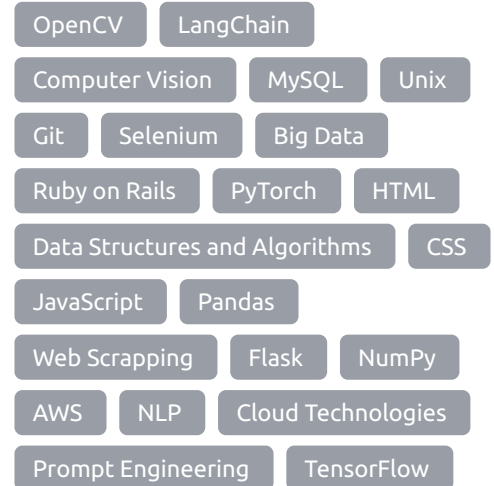 OpenCV LangChain
Computer Vision MySQL Unix
Git Selenium Big Data
Ruby on Rails PyTorch HTML
Data Structures and Algorithms CSS
JavaScript Pandas
Web Scrapping Flask NumPy
AWS NLP Cloud Technologies
Prompt Engineering TensorFlow